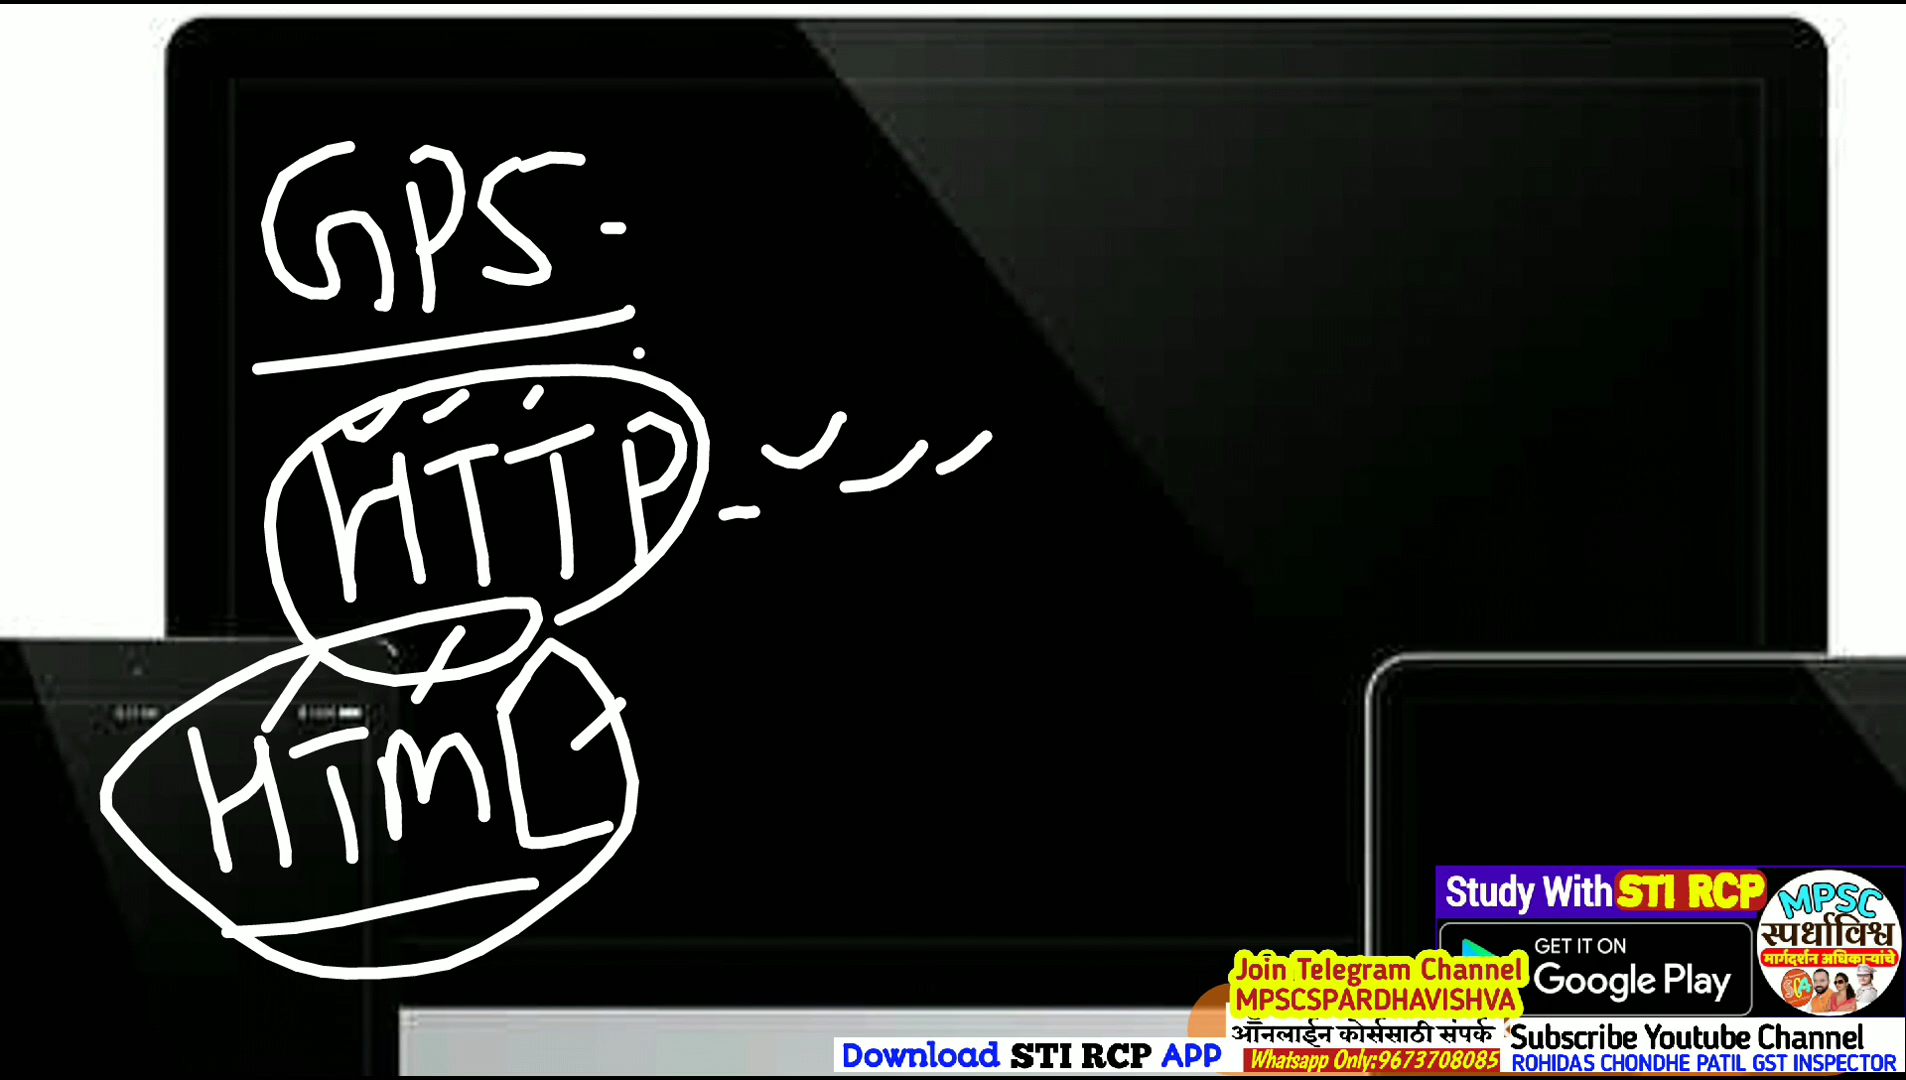 GPS -
HTTP -
HTML
Study With STI RCP
MPSC
स्पर्धाविश्व
मार्गदर्शन अधिकाऱ्यांचे
GET IT ON
Google Play
Join Telegram Channel
MPSCSPARDHAVISHVA
ऑनलाईन कोर्ससाठी संपर्क
Whatsapp Only:9673708085
Download STI RCP APP
Subscribe Youtube Channel
ROHIDAS CHONDHE PATIL GST INSPECTOR